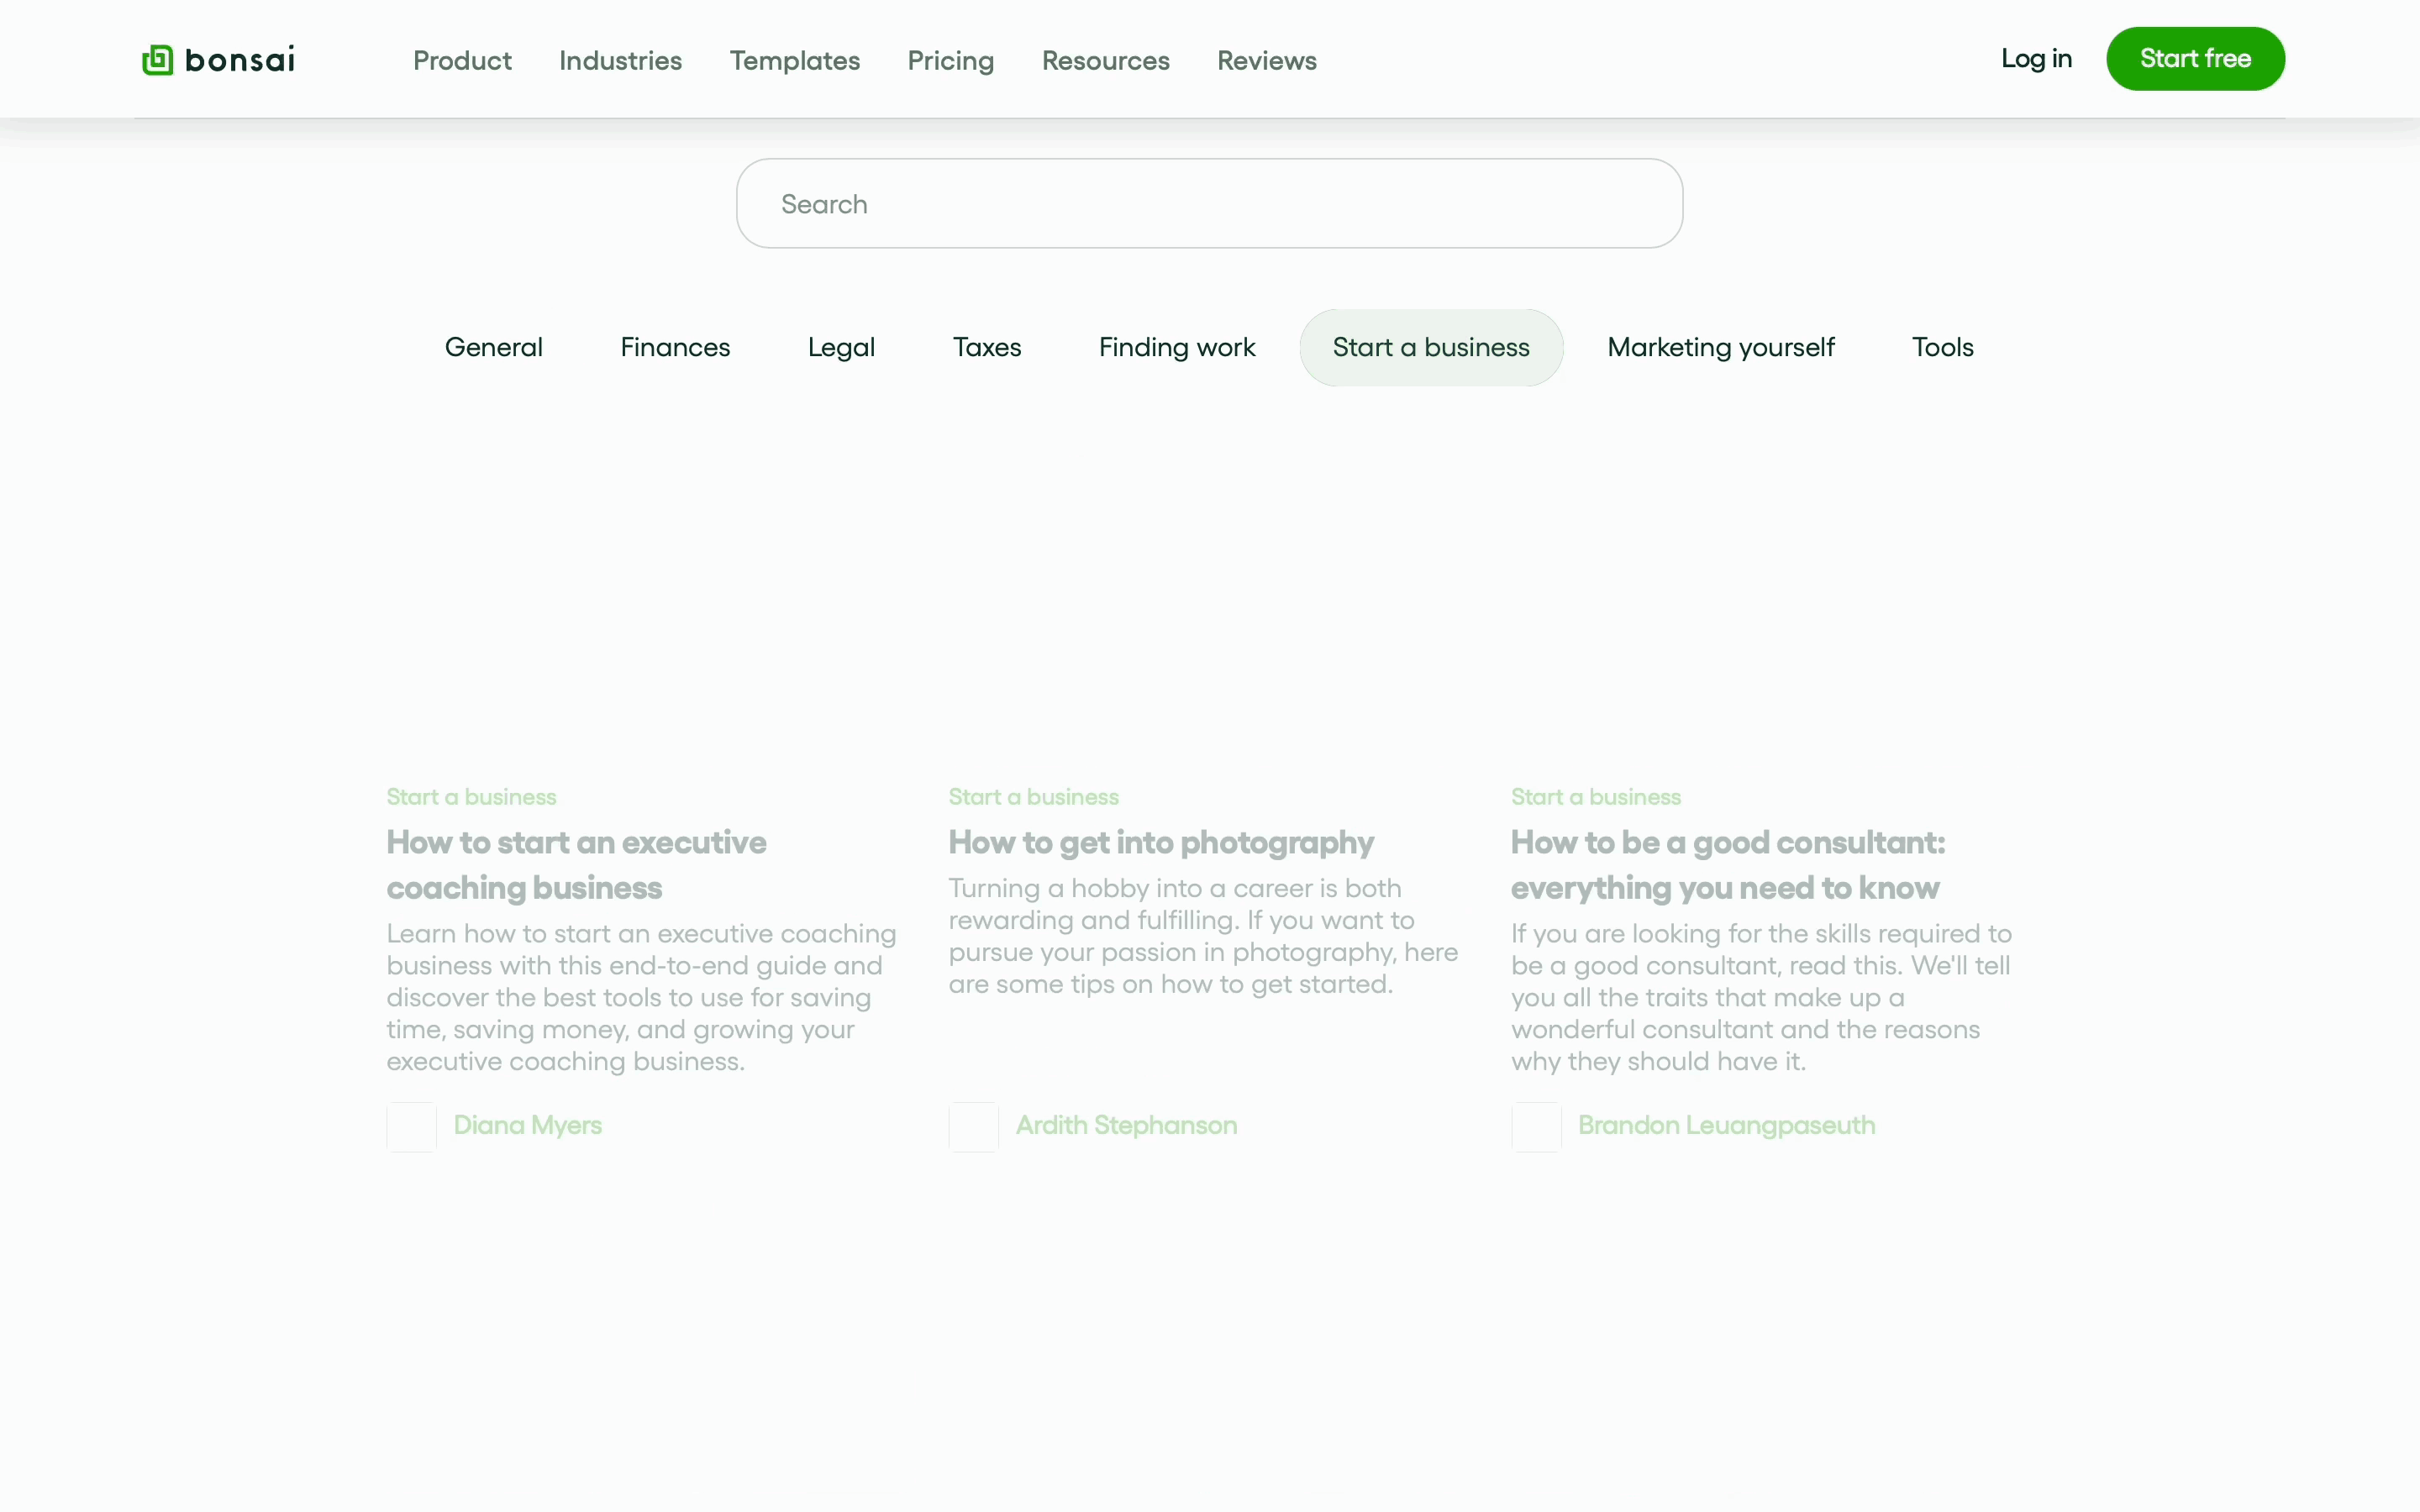 bonsai
Product Industries Templates Pricing Resources Reviews
Log in
Start free
Search
General Finances Legal Taxes Finding work Start a business Marketing yourself Tools
Start a business
How to start an executive
coaching business
Learn how to start an executive coaching
business with this end-to-end guide and
discover the best tools to use for saving
time, saving money, and growing your
executive coaching business.
Diana Myers
Start a business
How to get into photography
Turning a hobby into a career is both
rewarding and fulfilling. If you want to
pursue your passion in photography, here
are some tips on how to get started.
Ardith Stephanson
Start a business
How to be a good consultant:
everything you need to know
If you are looking for the skills required to
be a good consultant, read this. We'll tell
you all the traits that make up a
wonderful consultant and the reasons
why they should have it.
Brandon Leuangpaseuth